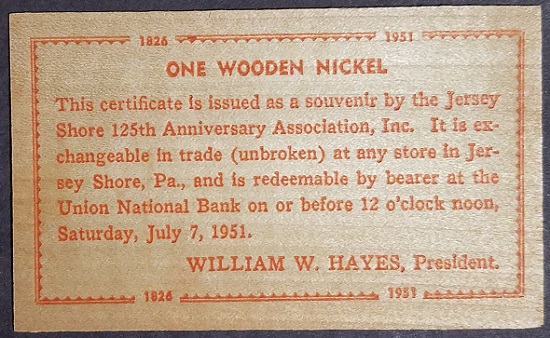 1826 1951
ONE WOODEN NICKEL
This certificate is issued as a souvenir by the Jersey
Shore 125th Anniversary Association, Inc. It is ex-
changeable in trade (unbroken) at any store in Jer-
sey Shore, Pa., and is redeemable by bearer at the
Union National Bank on or before 12 o'clock noon,
Saturday, July 7, 1951.
WILLIAM W. HAYES, President.
1826 1951